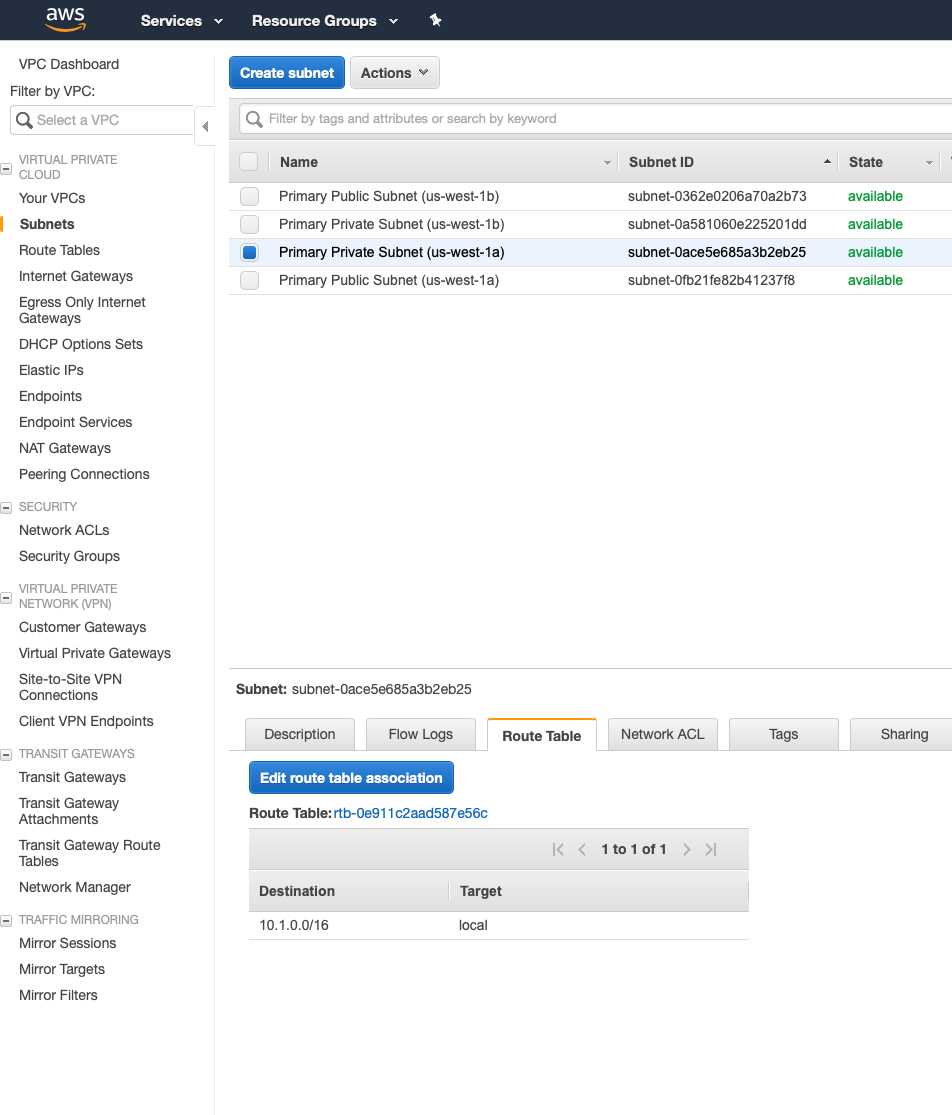 aws
Services
Resource Groups
VPC Dashboard
Filter by VPC:
Select a VPC
VIRTUAL PRIVATE
CLOUD
Your VPCs
Subnets
Route Tables
Internet Gateways
Egress Only Internet
Gateways
DHCP Options Sets
Elastic IPs
Endpoints
Endpoint Services
NAT Gateways
Peering Connections
SECURITY
Network ACLs
Security Groups
VIRTUAL PRIVATE
NETWORK (VPN)
Customer Gateways
Virtual Private Gateways
Site-to-Site VPN
Connections
Client VPN Endpoints
TRANSIT GATEWAYS
Transit Gateways
Transit Gateway
Attachments
Transit Gateway Route
Tables
Network Manager
TRAFFIC MIRRORING
Mirror Sessions
Mirror Targets
Mirror Filters
Create subnet
Actions
Filter by tags and attributes or search by keyword
Name Subnet ID State
Primary Public Subnet (us-west-1b) subnet-0362e0206a70a2b73 available
Primary Private Subnet (us-west-1b) subnet-0a581060e225201dd available
Primary Private Subnet (us-west-1a) subnet-0ace5e685a3b2eb25 available
Primary Public Subnet (us-west-1a) subnet-0fb21fe82b41237f8 available
Subnet: subnet-0ace5e685a3b2eb25
Description Flow Logs Route Table Network ACL Tags Sharing
Edit route table association
Route Table: rtb-0e911c2aad587e56c
1 to 1 of 1
Destination Target
10.1.0.0/16 local